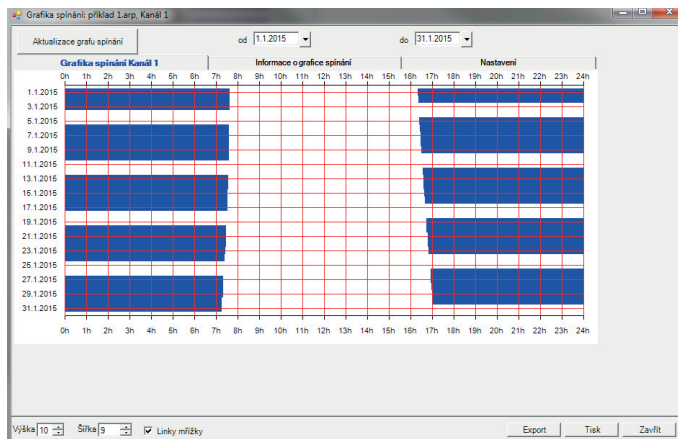 Grafika spínání: příklad 1.arp, Kanál 1
Aktualizace grafu spínání od 1.1.2015 do 31.1.2015
Grafika spínání Kanál 1 Informace o grafice spínání Nastavení
0h 1h 2h 3h 4h 5h 6h 7h 8h 9h 10h 11h 12h 13h 14h 15h 16h 17h 18h 19h 20h 21h 22h 23h 24h
1.1.2015
3.1.2015
5.1.2015
7.1.2015
9.1.2015
11.1.2015
13.1.2015
15.1.2015
17.1.2015
19.1.2015
21.1.2015
23.1.2015
25.1.2015
27.1.2015
29.1.2015
31.1.2015
0h 1h 2h 3h 4h 5h 6h 7h 8h 9h 10h 11h 12h 13h 14h 15h 16h 17h 18h 19h 20h 21h 22h 23h 24h
Výška 10 Šířka 9 Linky mřížky Export Tisk Zavřít